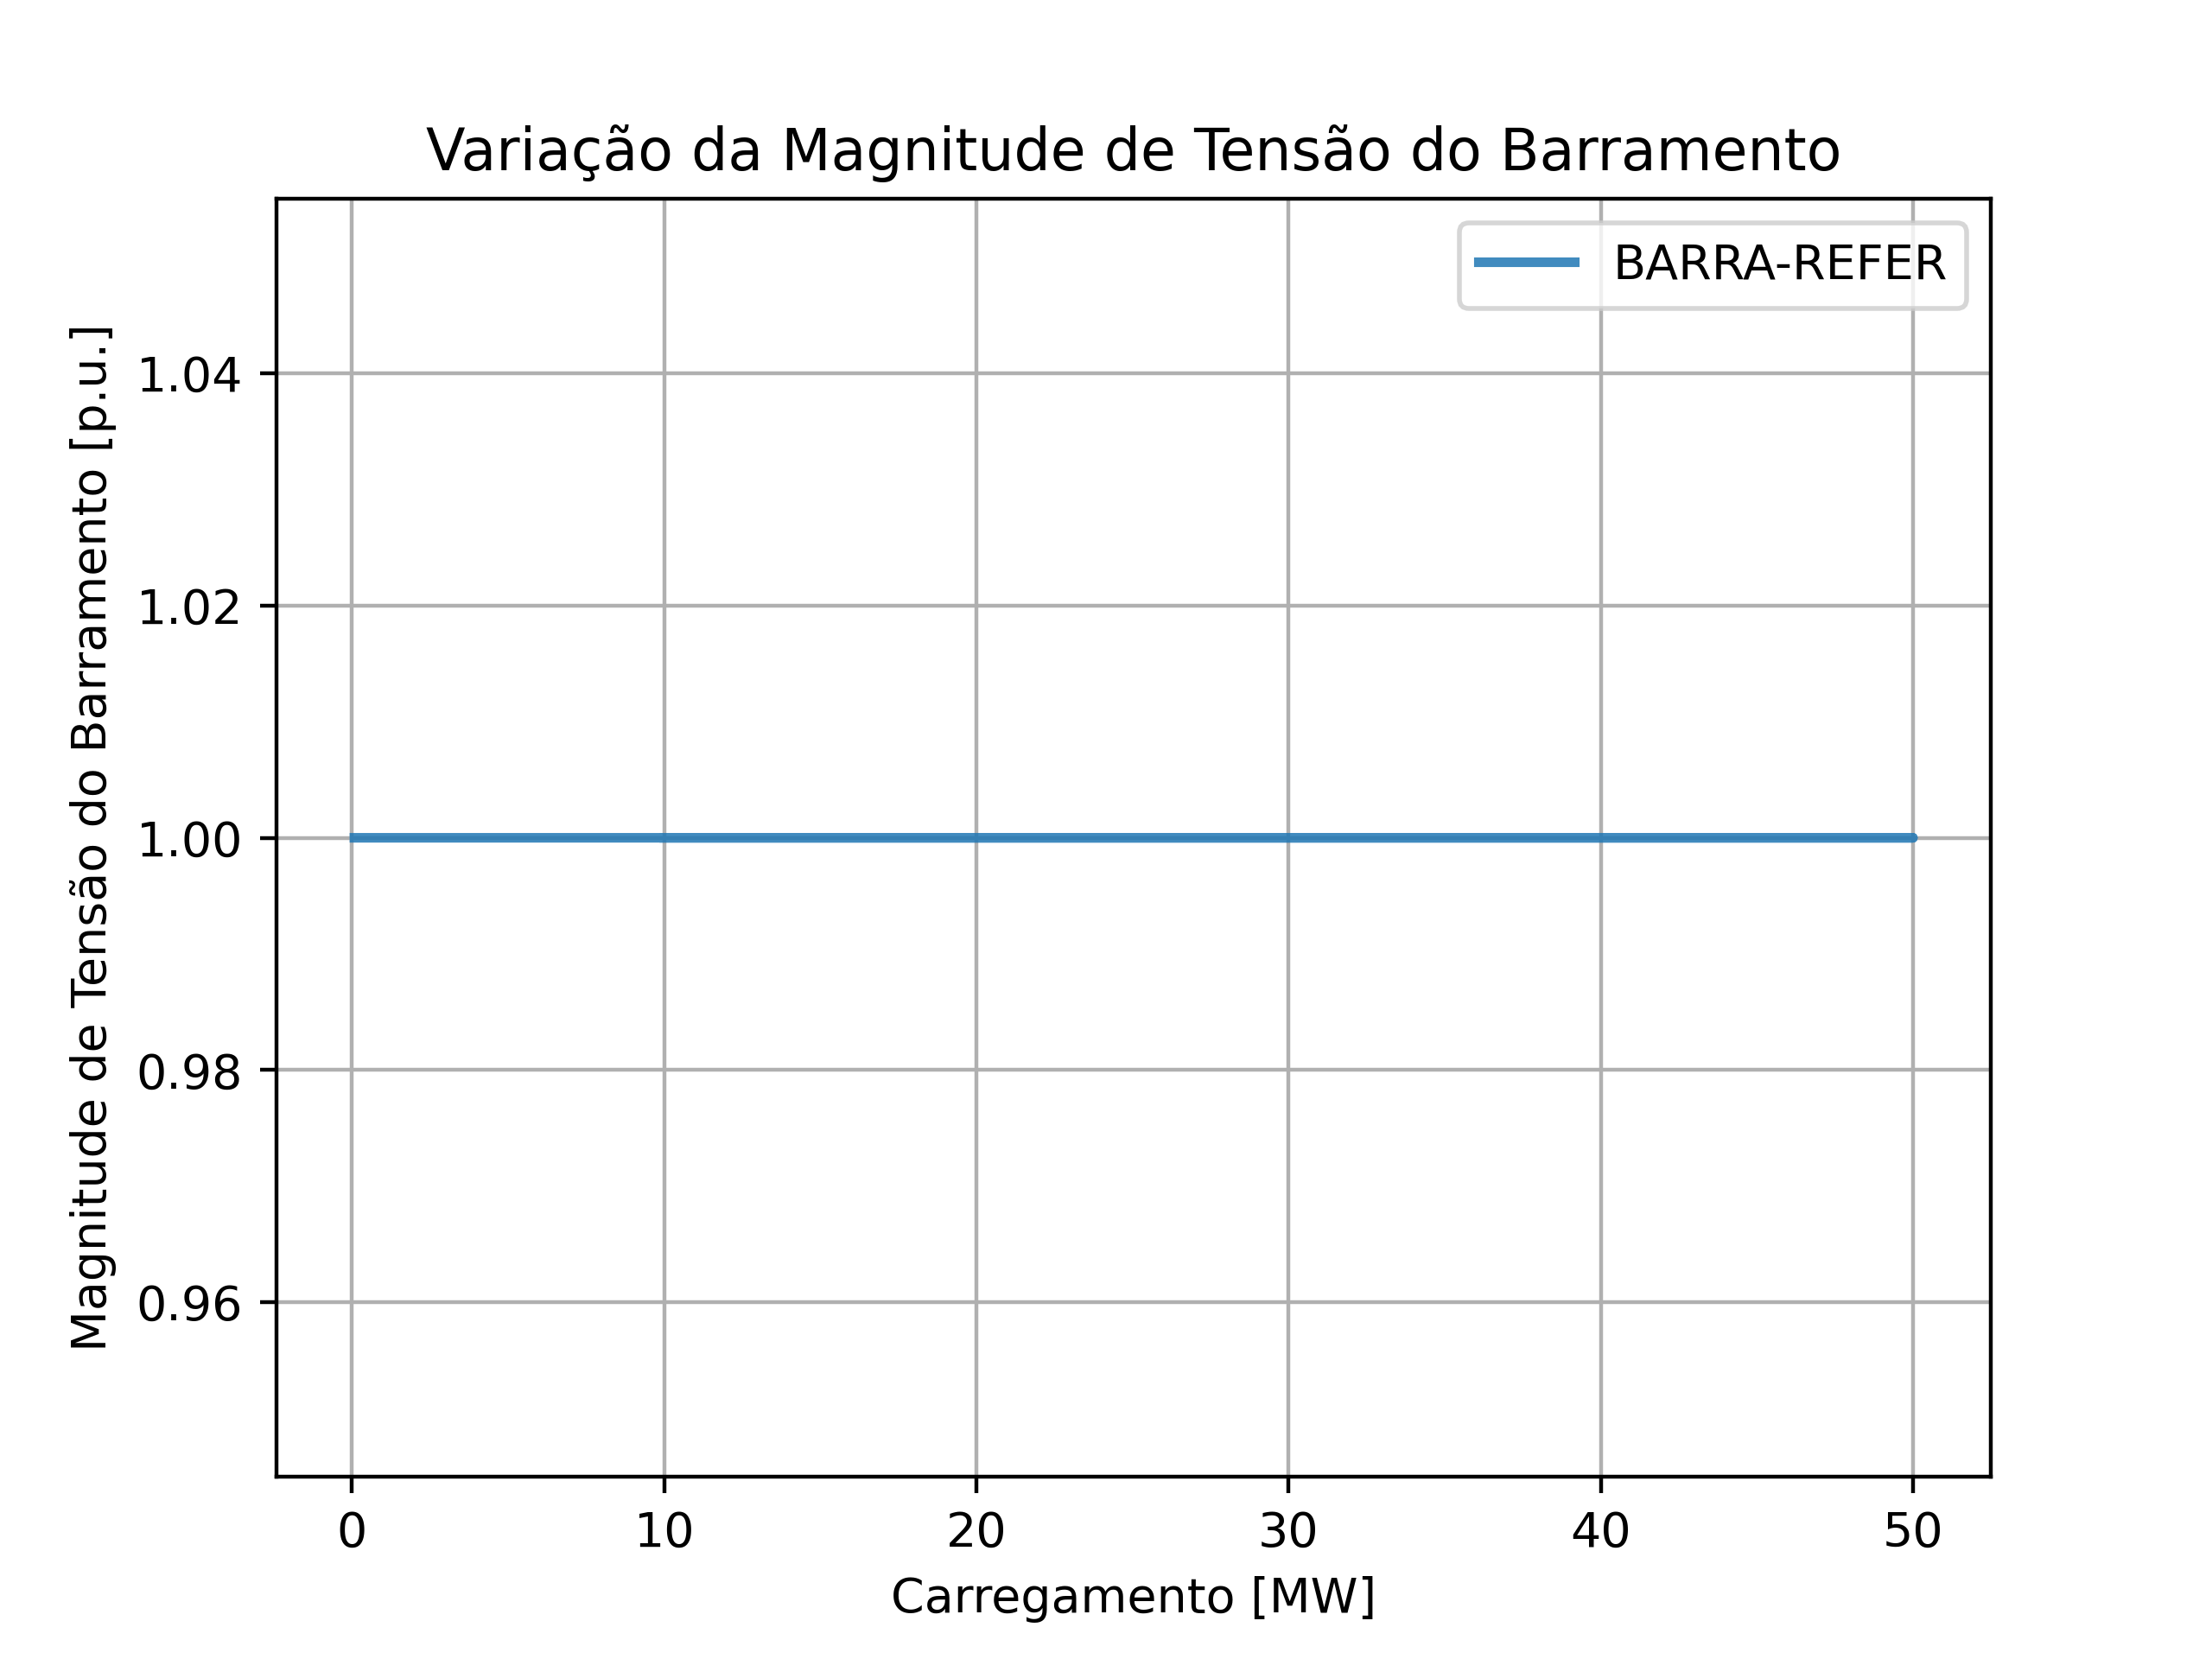 Variação da Magnitude de Tensão do Barramento
BARRA-REFER
Magnitude de Tensão do Barramento [p.u.]
1.04
1.02
1.00
0.98
0.96
0 10 20 30 40 50
Carregamento [MW]